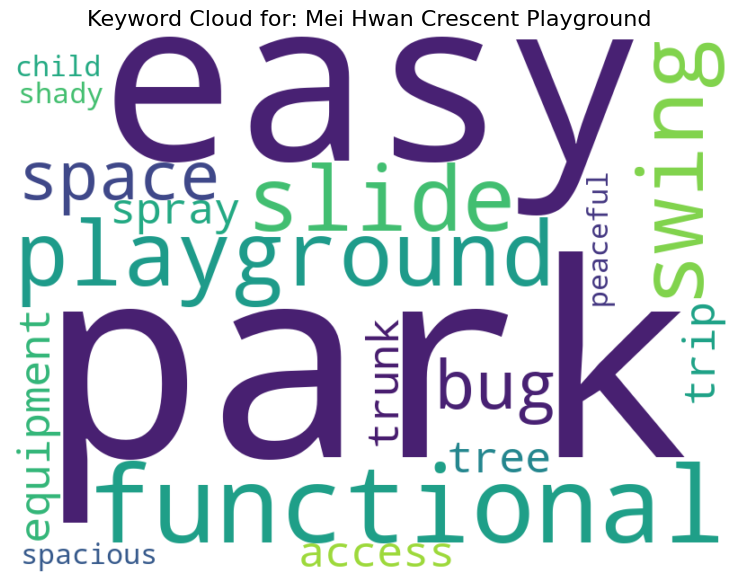 Keyword Cloud for: Mei Hwan Crescent Playground
child
shady
easy
swing
space
spray
slide
peaceful
playground
park
equipment
trunk
bug
trip
tree
functional
spacious
access